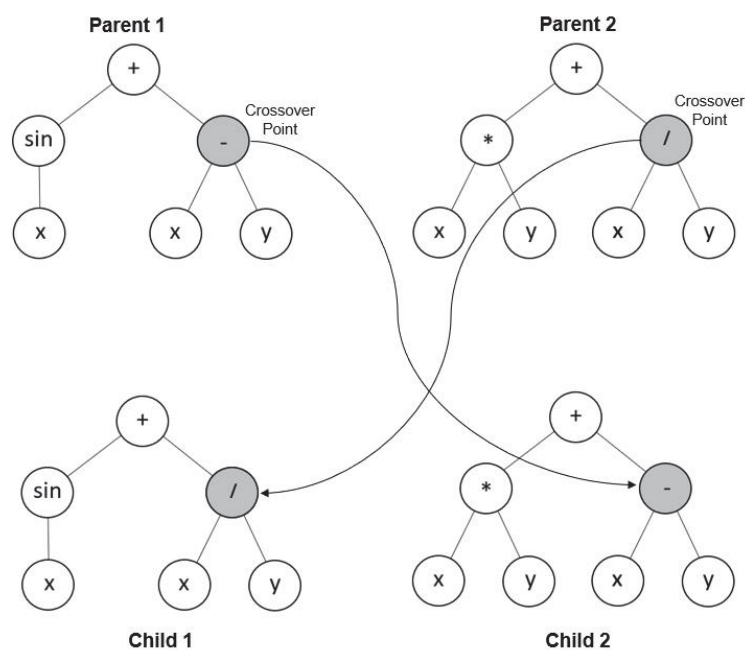 Parent 1
Parent 2
+
+
Crossover
Point
Crossover
Point
sin
-
*
/
x
x
y
x
y
x
y
+
+
sin
/
*
-
x
x
y
x
y
x
y
Child 1
Child 2